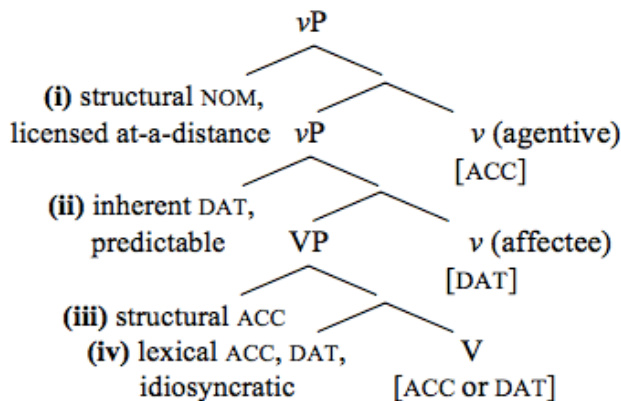 vP
(i) structural NOM,
licensed at-a-distance vP v (agentive)
[ACC]
(ii) inherent DAT,
predictable VP v (affectee)
[DAT]
(iii) structural ACC
(iv) lexical ACC, DAT, V
idiosyncratic [ACC or DAT]